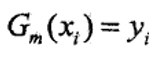 Gₘ(xᵢ) = yᵢ